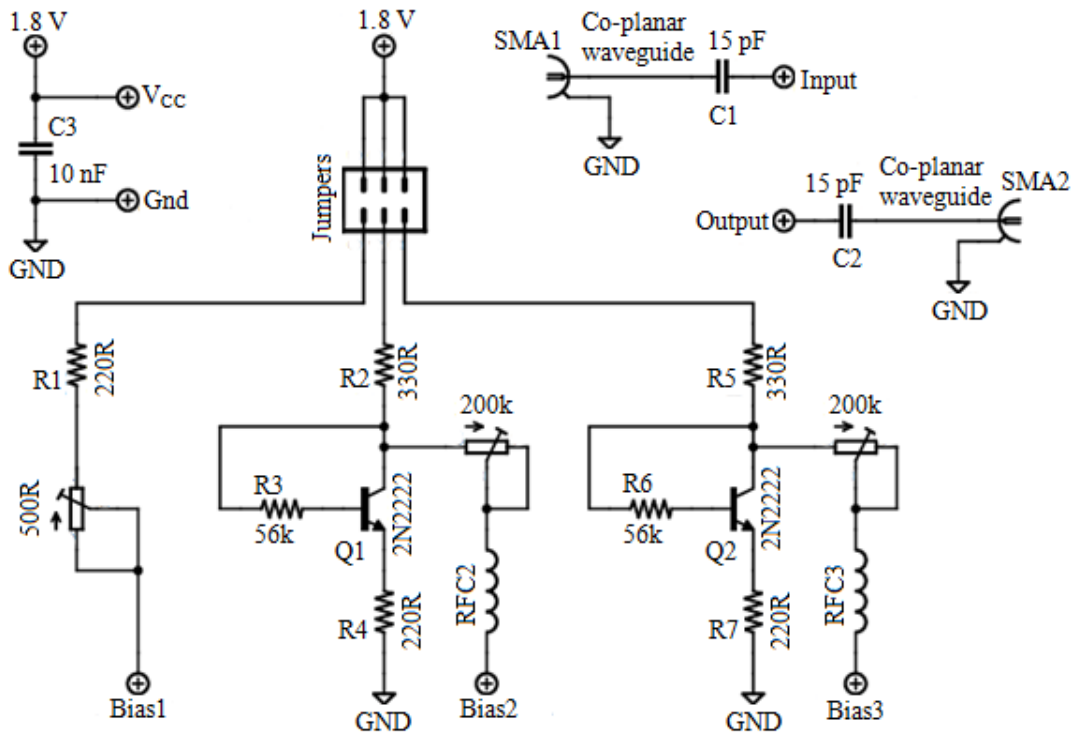 1.8 V
VCC
C3
10 nF
Gnd
GND
1.8 V
Jumpers
SMA1
Co-planar
waveguide
15 pF
Input
C1
GND
15 pF
Co-planar
waveguide
SMA2
Output
C2
GND
R1
220R
500R
Bias1
R2
330R
200k
R3
56k
2N2222
Q1
R4
220R
RFC2
GND
Bias2
R5
330R
200k
R6
56k
2N2222
Q2
R7
220R
RFC3
GND
Bias3